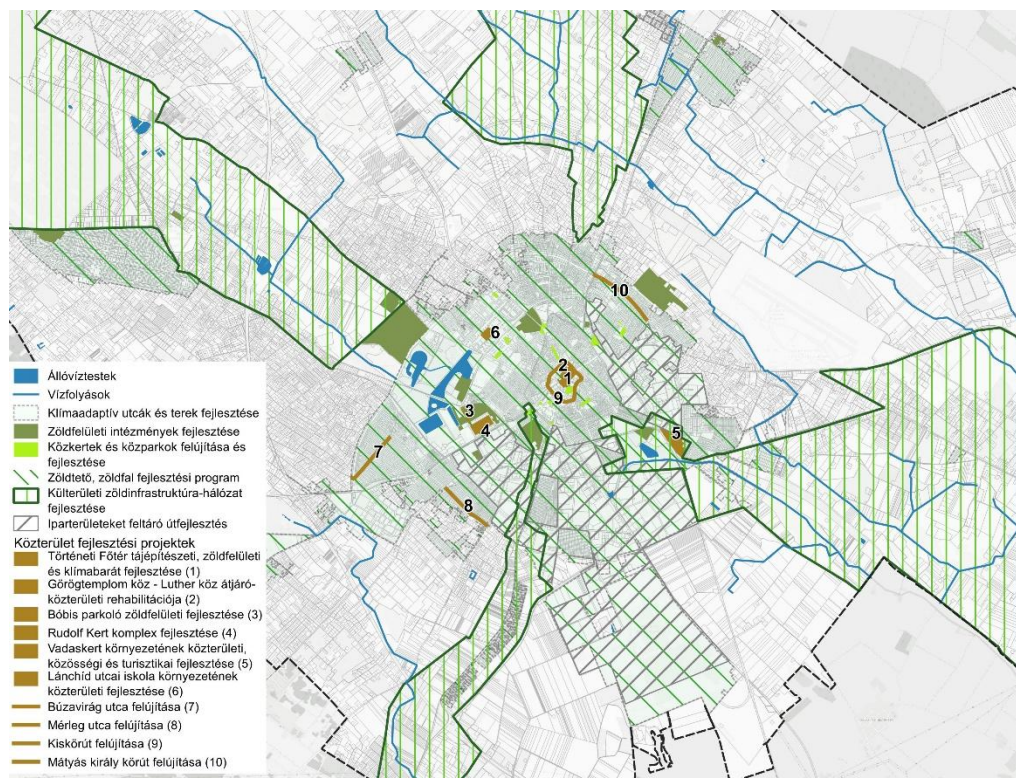 10
6
2
1
9
3
4
5
7
8
Állóvíztestek
Vízfolyások
Klímaadaptív utcák és terek fejlesztése
Zöldfelületi intézmények fejlesztése
Közkertek és közparkok felújítása és
fejlesztése
Zöldtető, zöldfal fejlesztési program
Külterületi zöldinfrastruktúra-hálózat
fejlesztése
Iparterületeket feltáró útfejlesztés
Közterület fejlesztési projektek
Történeti Főtér tájépítészeti, zöldfelületi
és klímabarát fejlesztése (1)
Görögtemplom köz - Luther köz átjáró-
közterületi rehabilitációja (2)
Bóbis parkoló zöldfelületi fejlesztése (3)
Rudolf Kert komplex fejlesztése (4)
Vadaskert környezetének közterületi,
közösségi és turisztikai fejlesztése (5)
Lánchíd utcai iskola környezetének
közterületi fejlesztése (6)
Búzavirág utca felújítása (7)
Mérleg utca felújítása (8)
Kiskörút felújítása (9)
Mátyás király körút felújítása (10)